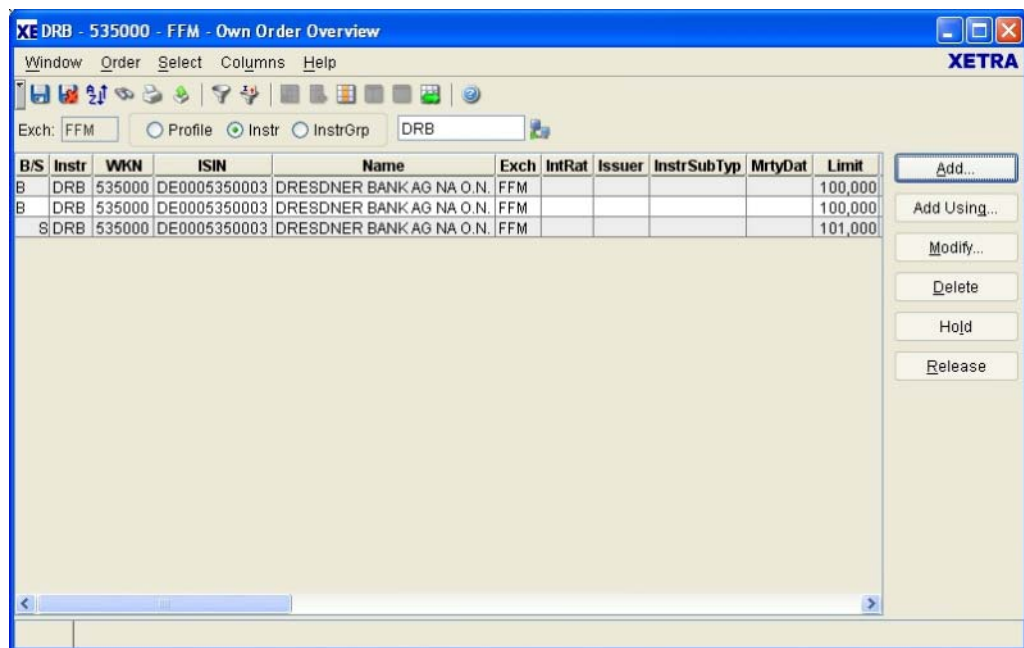 XE DRB - 535000 - FFM - Own Order Overview
Window Order Select Columns Help XETRA
Exch: FFM Profile Instr InstrGrp DRB
B/S Instr WKN ISIN Name Exch IntRat Issuer InstrSubTyp MrtyDat Limit
B DRB 535000 DE0005350003 DRESDNER BANK AG NA O.N. FFM 100,000
B DRB 535000 DE0005350003 DRESDNER BANK AG NA O.N. FFM 100,000
S DRB 535000 DE0005350003 DRESDNER BANK AG NA O.N. FFM 101,000
Add...
Add Using...
Modify...
Delete
Hold
Release